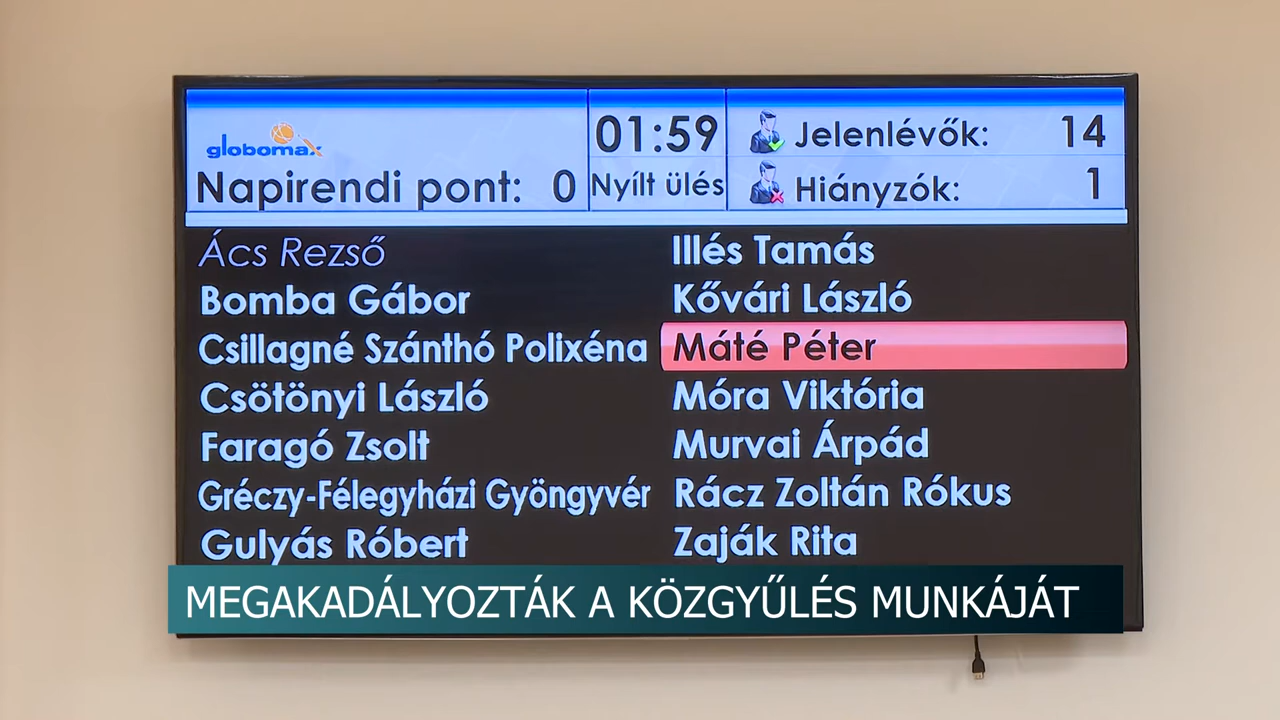 globomax
Napirendi pont: 0
01:59
Nyílt ülés
Jelenlévők: 14
Hiányzók: 1
Ács Rezső
Bomba Gábor
Csillagné Szánthó Polixéna
Csötönyi László
Faragó Zsolt
Gréczy-Félegyházi Gyöngyvér
Gulyás Róbert
Illés Tamás
Kővári László
Máté Péter
Móra Viktória
Murvai Árpád
Rácz Zoltán Rókus
Zaják Rita
MEGAKADÁLYOZTÁK A KÖZGYŰLÉS MUNKÁJÁT